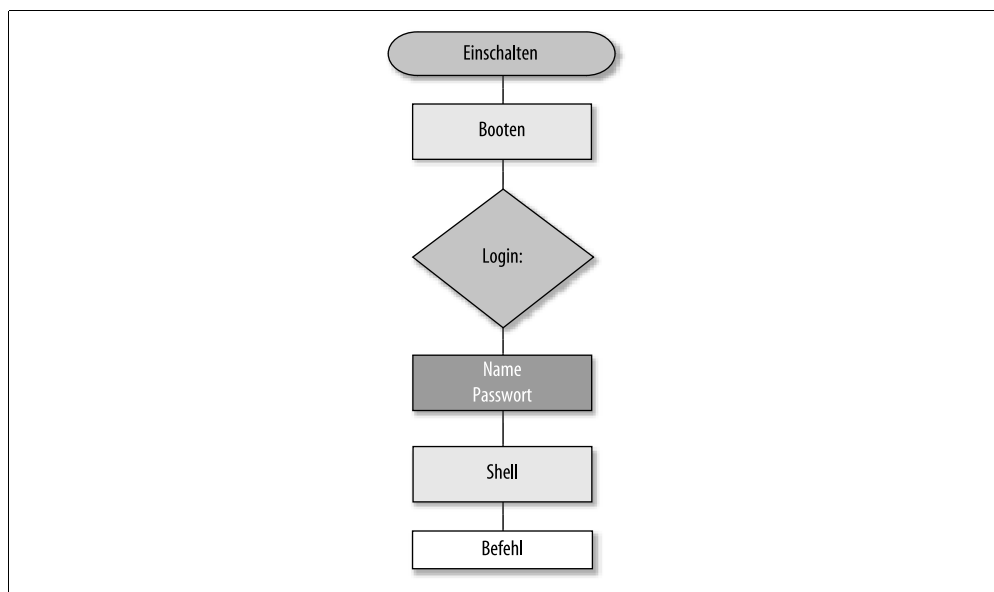 Einschalten
Booten
Login:
Name
Passwort
Shell
Befehl